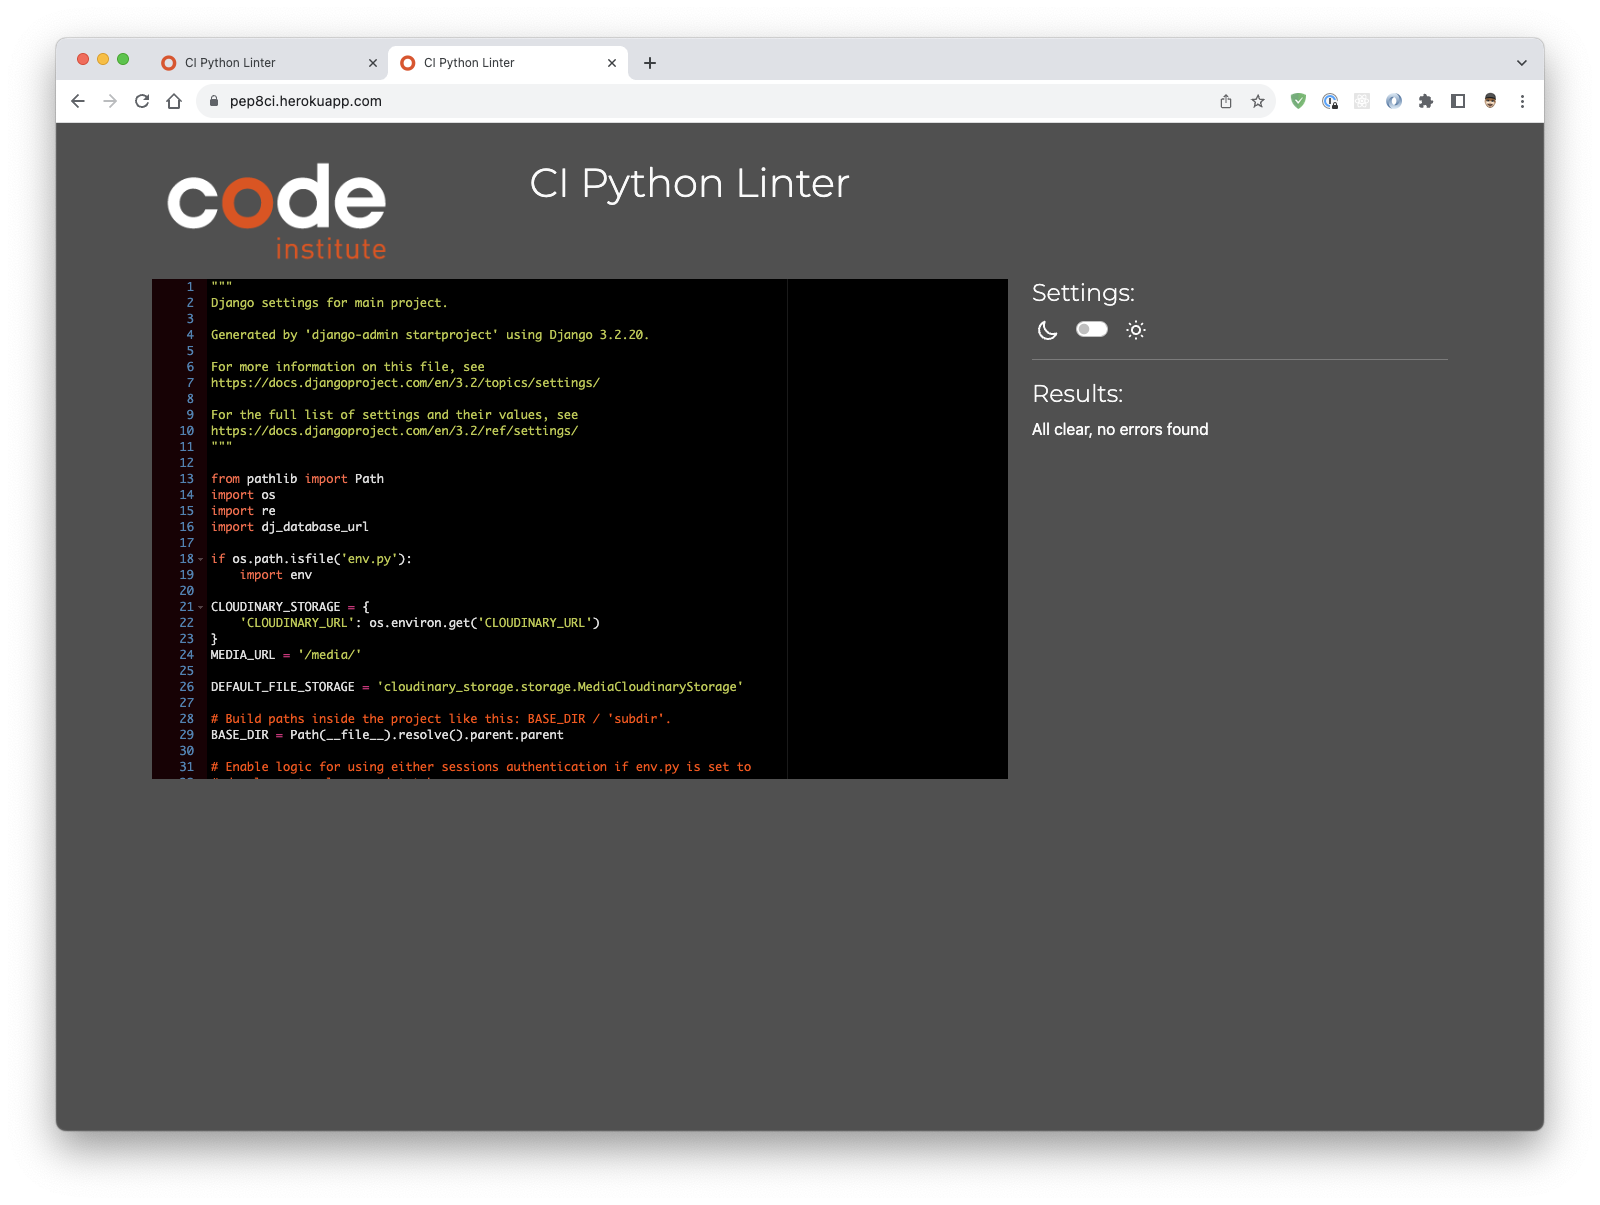 CI Python Linter
CI Python Linter
pep8ci.herokuapp.com
code
institute
CI Python Linter
1 """
2 Django settings for main project.
3
4 Generated by 'django-admin startproject' using Django 3.2.20.
5
6 For more information on this file, see
7 https://docs.djangoproject.com/en/3.2/topics/settings/
8
9 For the full list of settings and their values, see
10 https://docs.djangoproject.com/en/3.2/ref/settings/
11 """
12
13 from pathlib import Path
14 import os
15 import re
16 import dj_database_url
17
18 if os.path.isfile('env.py'):
19     import env
20
21 CLOUDINARY_STORAGE = {
22     'CLOUDINARY_URL': os.environ.get('CLOUDINARY_URL')
23 }
24 MEDIA_URL = '/media/'
25
26 DEFAULT_FILE_STORAGE = 'cloudinary_storage.storage.MediaCloudinaryStorage'
27
28 # Build paths inside the project like this: BASE_DIR / 'subdir'.
29 BASE_DIR = Path(__file__).resolve().parent.parent
30
31 # Enable logic for using either sessions authentication if env.py is set to
Settings:
Results:
All clear, no errors found